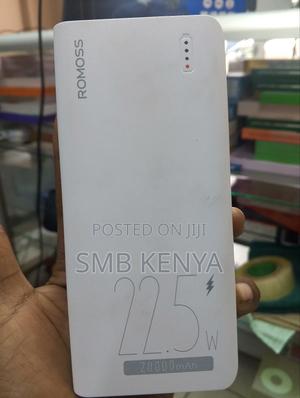 ROMOSS
POSTED ON JIJI
SMB KENYA
22.5W
20000mAh